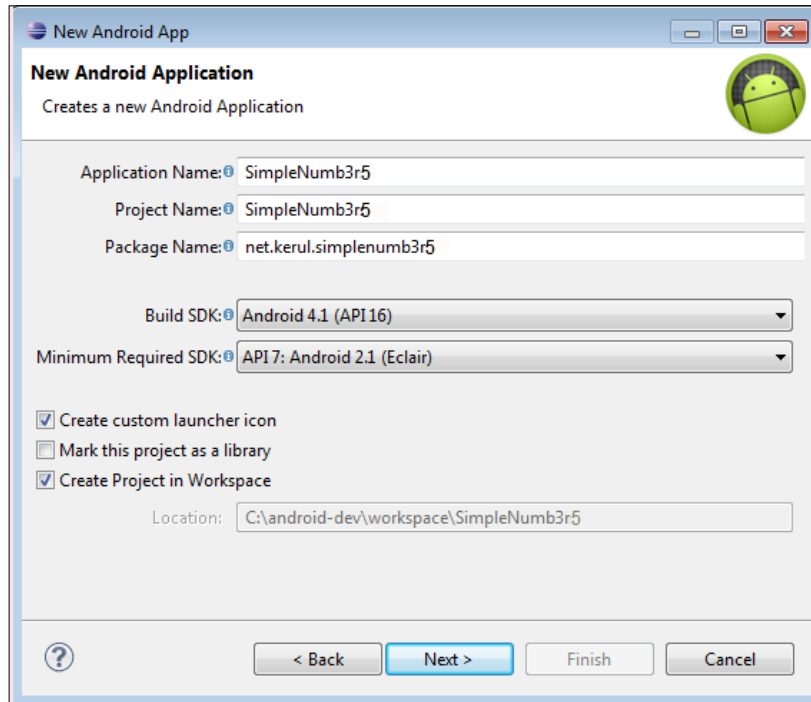 New Android App
New Android Application
Creates a new Android Application
Application Name: SimpleNumb3r5
Project Name: SimpleNumb3r5
Package Name: net.kerul.simplenumb3r5
Build SDK: Android 4.1 (API 16)
Minimum Required SDK: API 7: Android 2.1 (Eclair)
Create custom launcher icon
Mark this project as a library
Create Project in Workspace
Location: C:\android-dev\workspace\SimpleNumb3r5
? < Back Next > Finish Cancel